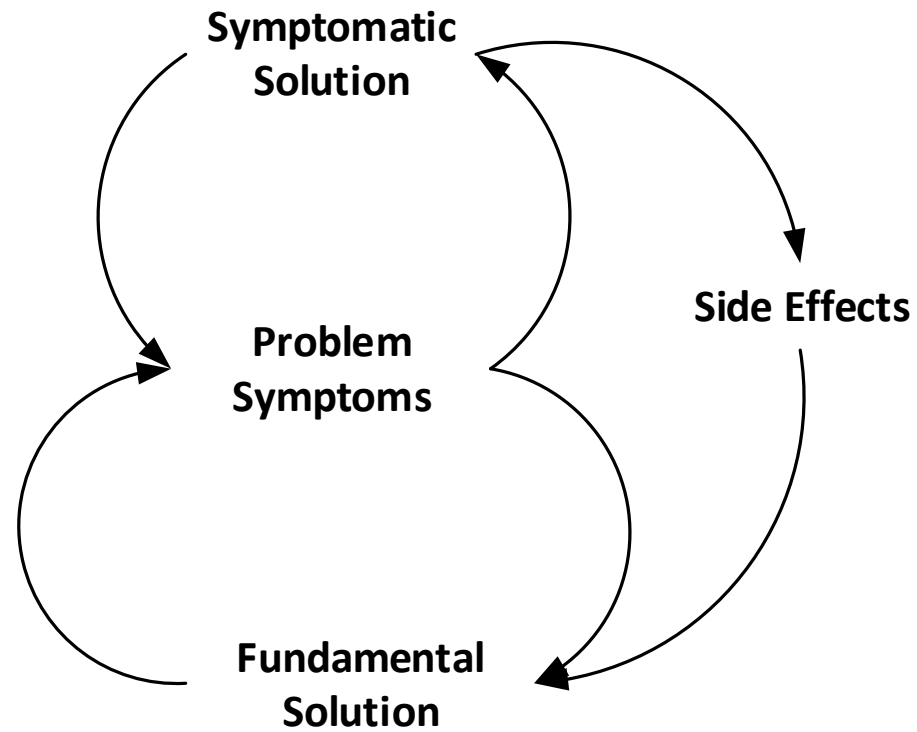 Symptomatic
Solution
Side Effects
Problem
Symptoms
Fundamental
Solution